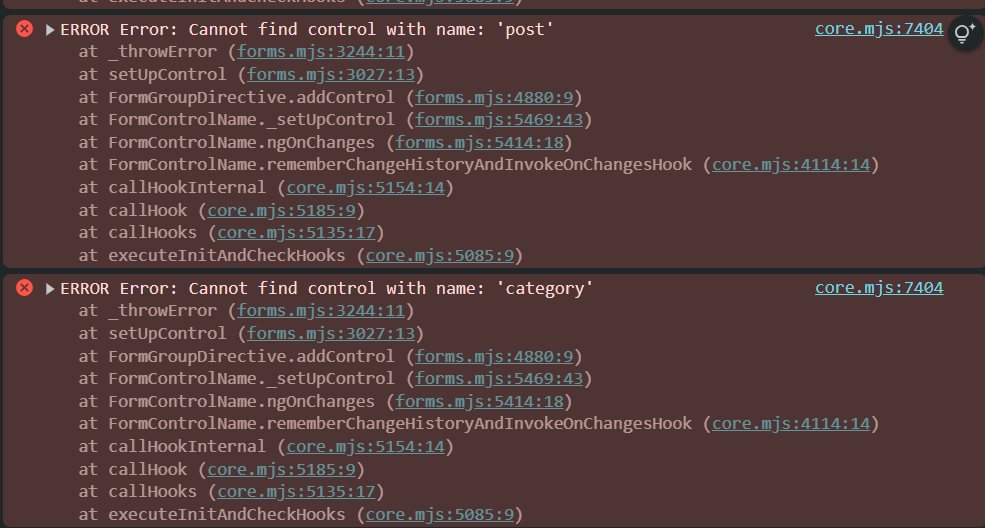 ERROR Error: Cannot find control with name: 'post' core.mjs:7404
at _throwError (forms.mjs:3244:11)
at setUpControl (forms.mjs:3027:13)
at FormGroupDirective.addControl (forms.mjs:4880:9)
at FormControlName._setUpControl (forms.mjs:5469:43)
at FormControlName.ngOnChanges (forms.mjs:5414:18)
at FormControlName.rememberChangeHistoryAndInvokeOnChangesHook (core.mjs:4114:14)
at callHookInternal (core.mjs:5154:14)
at callHook (core.mjs:5185:9)
at callHooks (core.mjs:5135:17)
at executeInitAndCheckHooks (core.mjs:5085:9)
ERROR Error: Cannot find control with name: 'category' core.mjs:7404
at _throwError (forms.mjs:3244:11)
at setUpControl (forms.mjs:3027:13)
at FormGroupDirective.addControl (forms.mjs:4880:9)
at FormControlName._setUpControl (forms.mjs:5469:43)
at FormControlName.ngOnChanges (forms.mjs:5414:18)
at FormControlName.rememberChangeHistoryAndInvokeOnChangesHook (core.mjs:4114:14)
at callHookInternal (core.mjs:5154:14)
at callHook (core.mjs:5185:9)
at callHooks (core.mjs:5135:17)
at executeInitAndCheckHooks (core.mjs:5085:9)